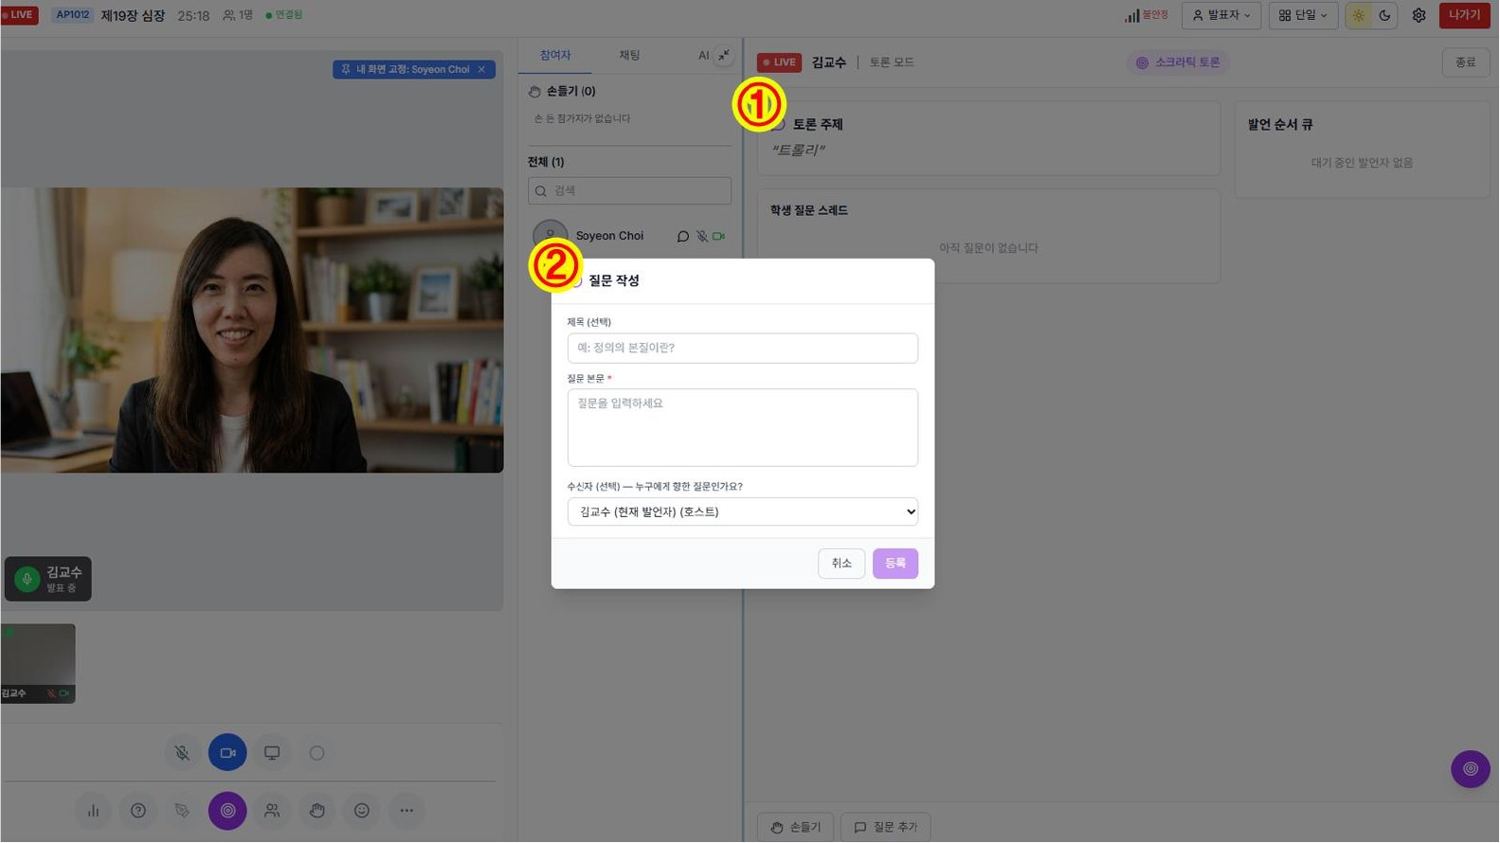 LIVE AP1012 제19장 심장 25:18 1명 연결됨
불안정 발표자 단일 나가기
내 화면 고정: Soyeon Choi ×
김교수
발표 중
김교수
참여자 채팅 AI
손들기 (0)
손 든 참가자가 없습니다
전체 (1)
검색
Soyeon Choi
LIVE 김교수 | 토론 모드 소크라틱 토론 종료
①
토론 주제
“트롤리”
발언 순서 큐
대기 중인 발언자 없음
학생 질문 스레드
아직 질문이 없습니다
②
질문 작성
제목 (선택)
예: 정의의 본질이란?
질문 본문 *
질문을 입력하세요
수신자 (선택) — 누구에게 향한 질문인가요?
김교수 (현재 발언자) (호스트)
취소 등록
손들기 질문 추가